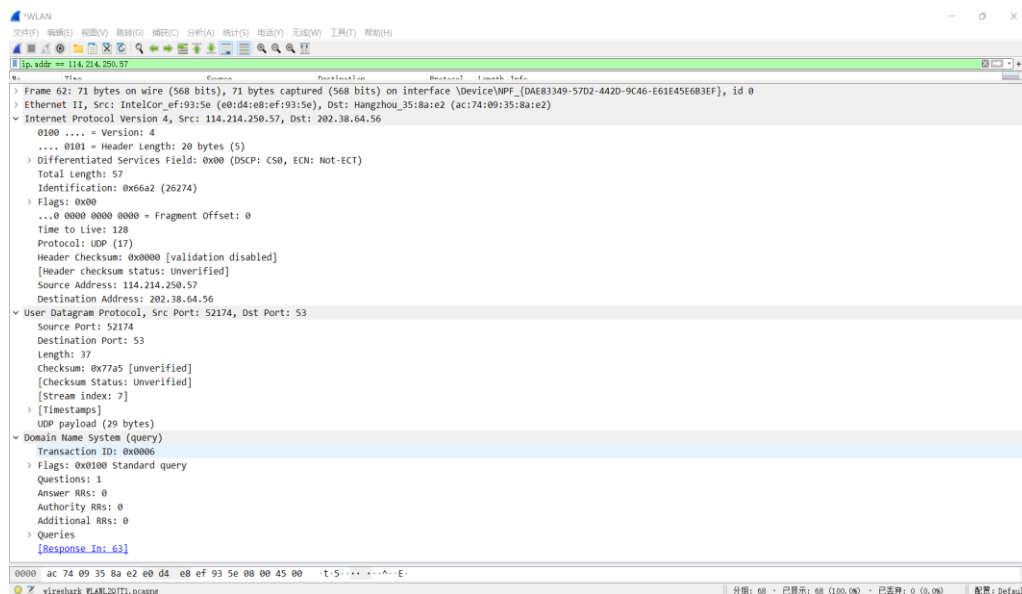 *WLAN
文件(F) 编辑(E) 视图(V) 跳转(G) 捕获(C) 分析(A) 统计(S) 电话(Y) 无线(W) 工具(T) 帮助(H)
ip.addr == 114.214.250.57
No. Time Source Destination Protocol Length Info
> Frame 62: 71 bytes on wire (568 bits), 71 bytes captured (568 bits) on interface \Device\NPF_{DAE83349-57D2-442D-9C46-E61E45E6B3EF}, id 0
> Ethernet II, Src: IntelCor_ef:93:5e (e0:d4:e8:ef:93:5e), Dst: Hangzhou_35:8a:e2 (ac:74:09:35:8a:e2)
Internet Protocol Version 4, Src: 114.214.250.57, Dst: 202.38.64.56
0100 .... = Version: 4
.... 0101 = Header Length: 20 bytes (5)
> Differentiated Services Field: 0x00 (DSCP: CS0, ECN: Not-ECT)
Total Length: 57
Identification: 0x66a2 (26274)
> Flags: 0x00
...0 0000 0000 0000 = Fragment Offset: 0
Time to Live: 128
Protocol: UDP (17)
Header Checksum: 0x0000 [validation disabled]
[Header checksum status: Unverified]
Source Address: 114.214.250.57
Destination Address: 202.38.64.56
User Datagram Protocol, Src Port: 52174, Dst Port: 53
Source Port: 52174
Destination Port: 53
Length: 37
Checksum: 0x77a5 [unverified]
[Checksum Status: Unverified]
[Stream index: 7]
> [Timestamps]
UDP payload (29 bytes)
Domain Name System (query)
Transaction ID: 0x0006
> Flags: 0x0100 Standard query
Questions: 1
Answer RRs: 0
Authority RRs: 0
Additional RRs: 0
> Queries
[Response In: 63]
0000 ac 74 09 35 8a e2 e0 d4 e8 ef 93 5e 08 00 45 00 ·t·5···· ···^··E·
wireshark_WLANL2QJT1.pcapng 分组: 68 · 已显示: 68 (100.0%) · 已丢弃: 0 (0.0%) 配置: Defaul